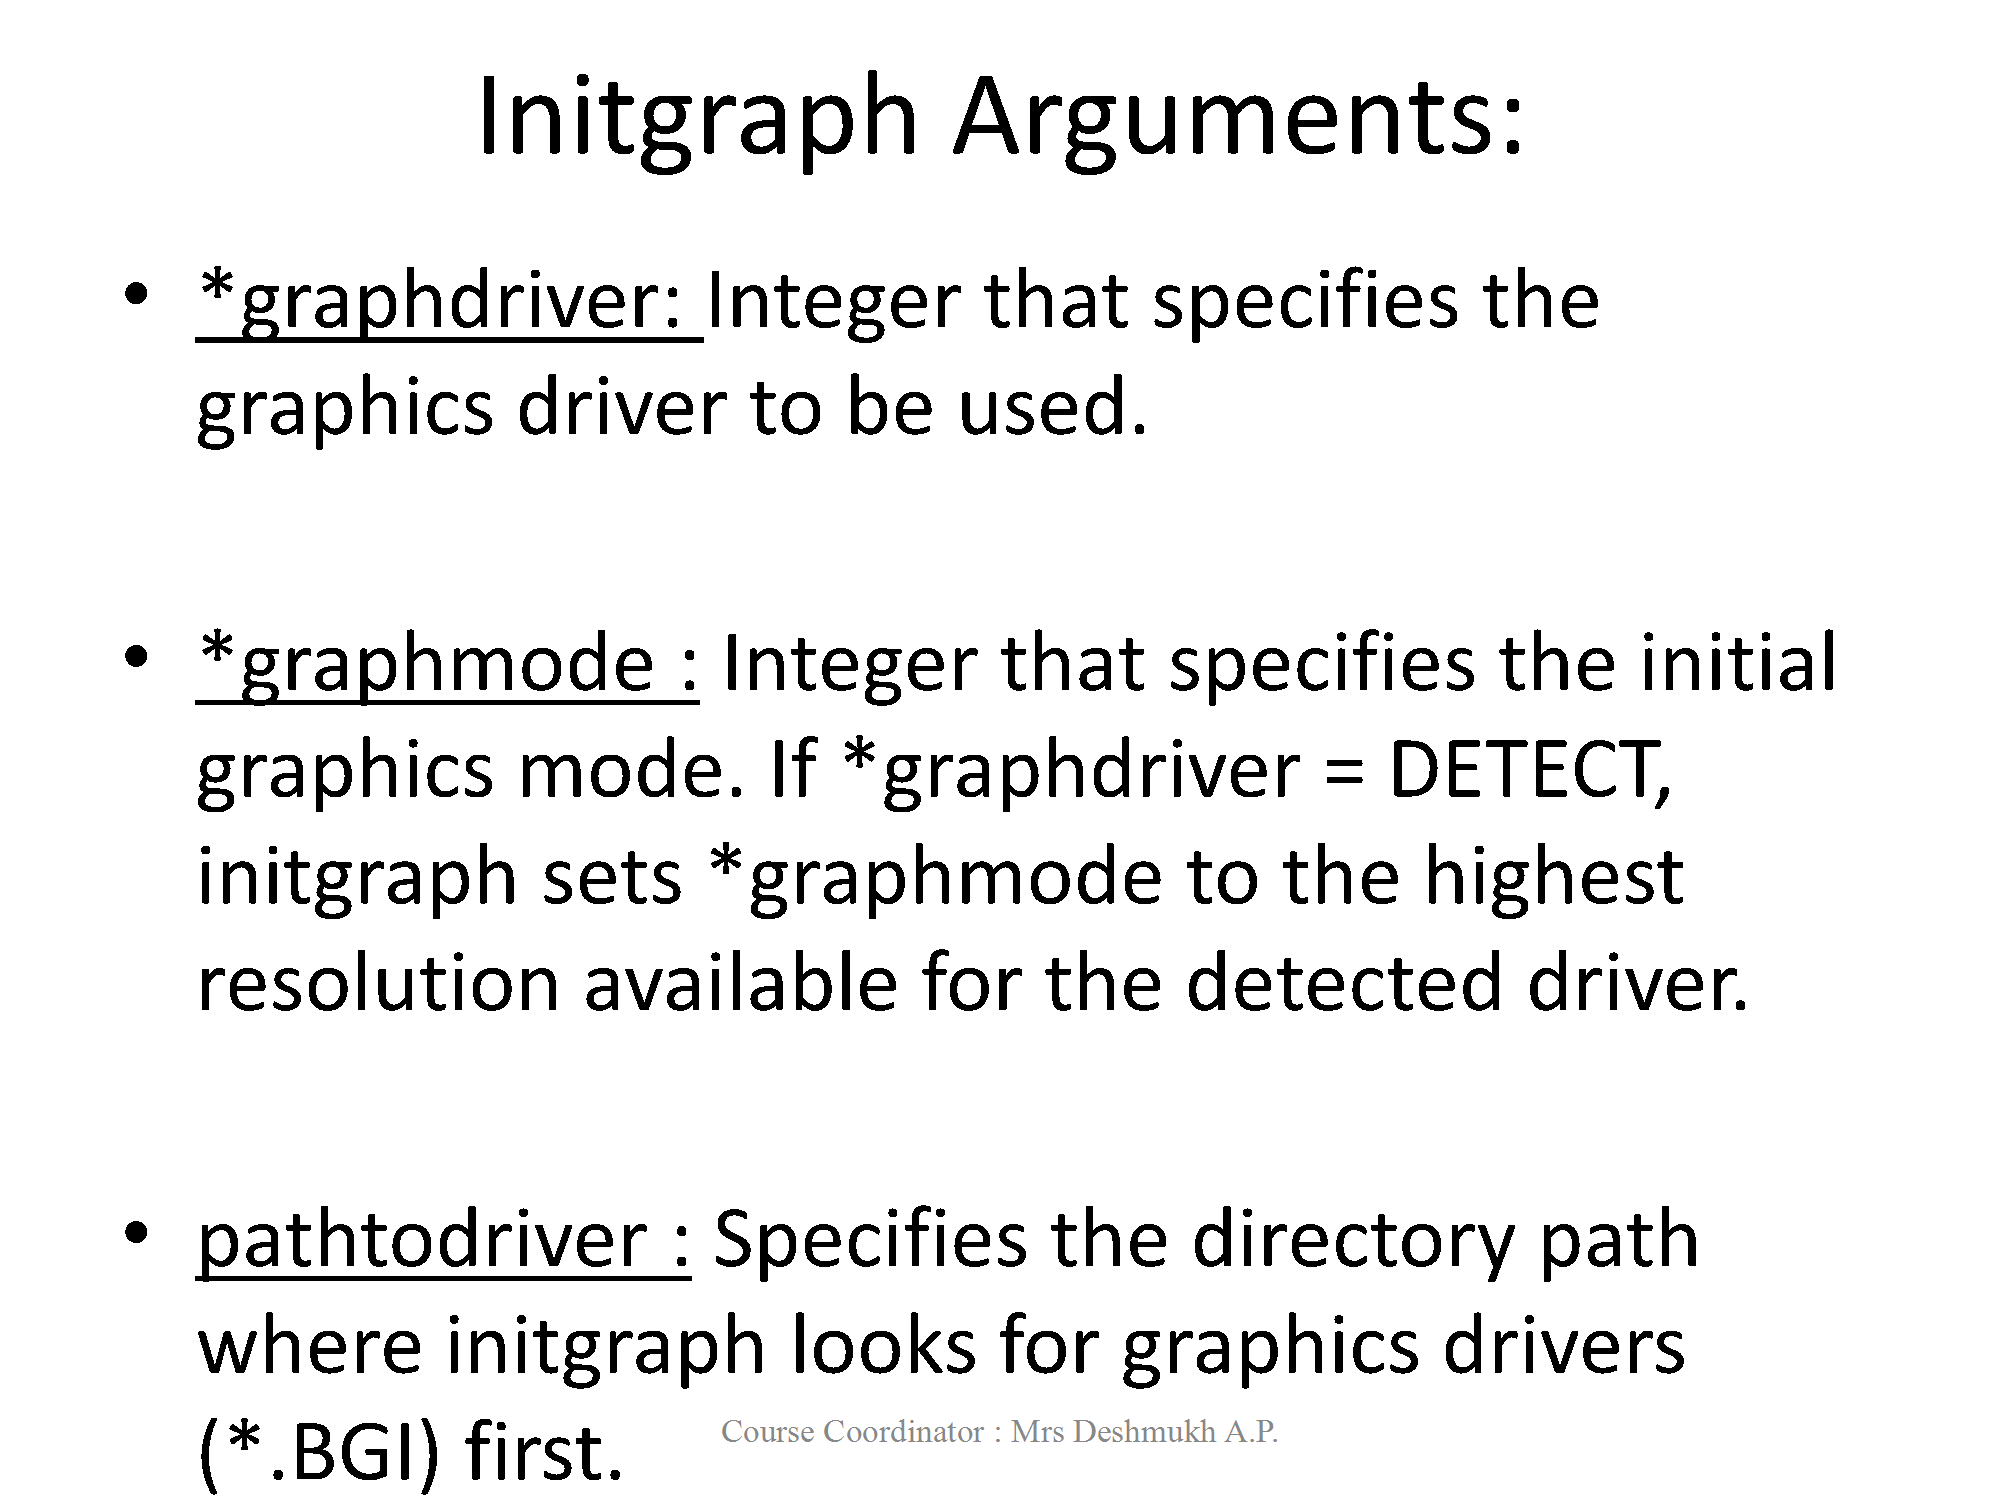 Initgraph Arguments:
• *graphdriver: Integer that specifies the
graphics driver to be used.
• *graphmode : Integer that specifies the initial
graphics mode. If *graphdriver = DETECT,
initgraph sets *graphmode to the highest
resolution available for the detected driver.
• pathtodriver : Specifies the directory path
where initgraph looks for graphics drivers
(*.BGI) first.
Course Coordinator : Mrs Deshmukh A.P.